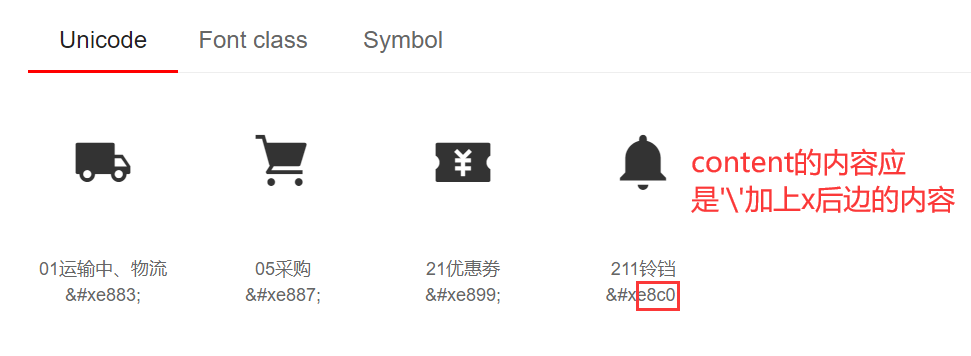 Unicode Font class Symbol
content的内容应
是'\'加上x后边的内容
01运输中、物流 05采购 21优惠券 211铃铛
&#xe883; &#xe887; &#xe899; &#xe8c0